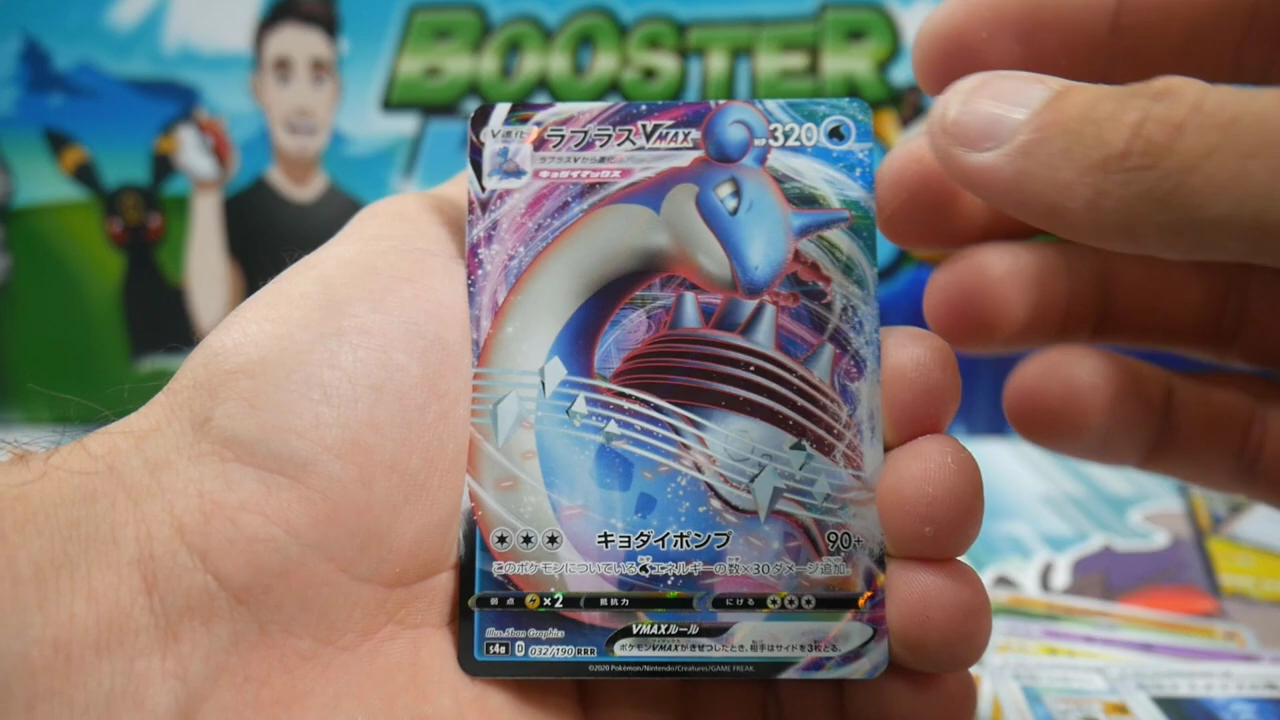 BOOSTER
V進化 ラプラスVMAX HP320
ラプラスVから進化
キョダイマックス
キョダイポンプ 90+
このポケモンについているエネルギーの数×30ダメージ追加。
弱点 ×2 抵抗力 にげる
Illus. 5ban Graphics
VMAXルール
s4a D 032/190 RRR
ポケモンVMAXがきぜつしたとき、相手はサイドを3枚とる。
©2020 Pokémon/Nintendo/Creatures/GAME FREAK.